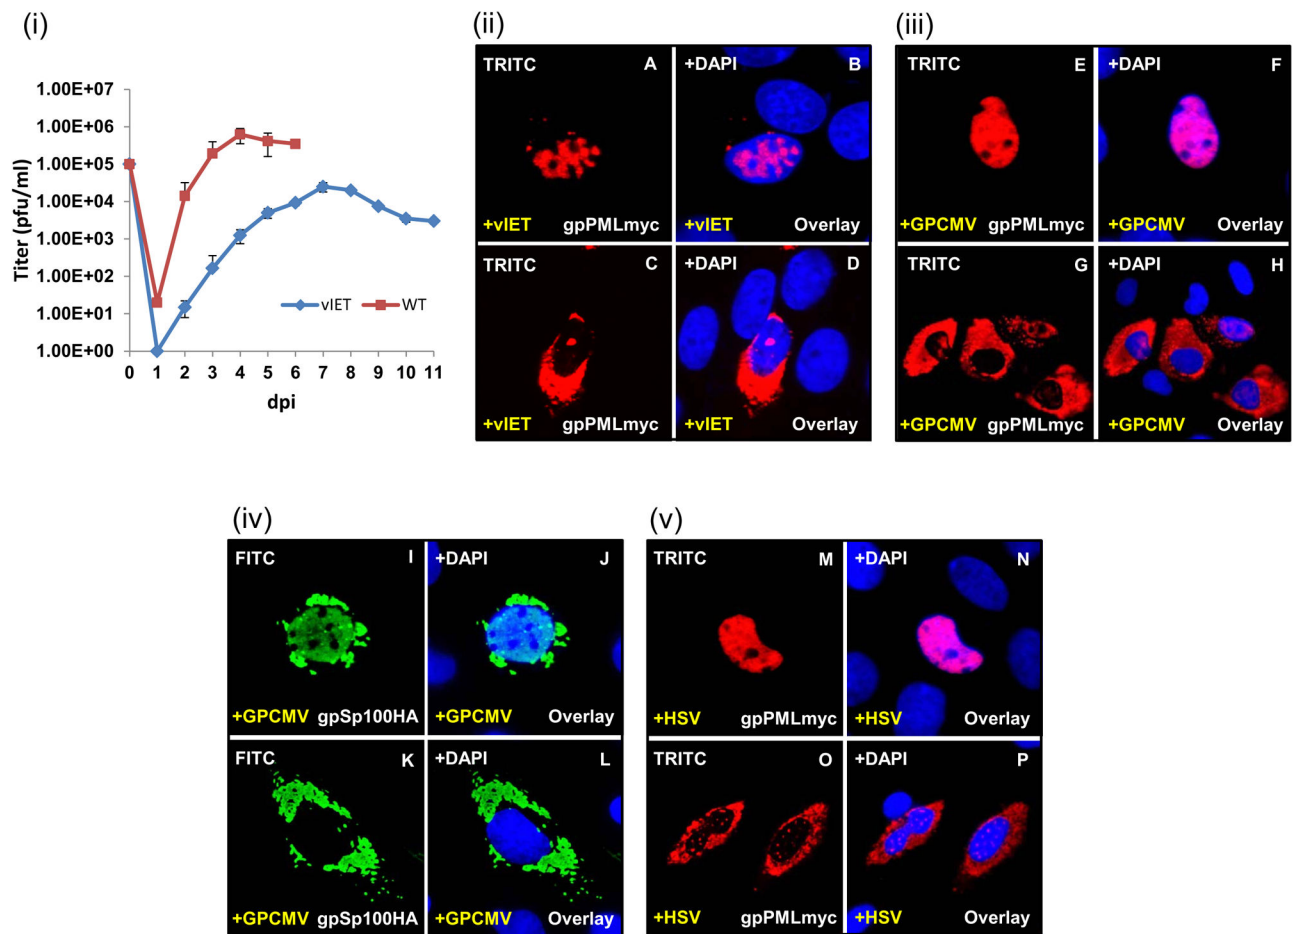 (i)
1.00E+07
1.00E+06
1.00E+05
1.00E+04
1.00E+03
1.00E+02
1.00E+01
1.00E+00
Titer (pfu/ml)
0 1 2 3 4 5 6 7 8 9 10 11
dpi
vIET WT
(ii)
TRITC A +DAPI B
+vIET gpPMLmyc +vIET Overlay
TRITC C +DAPI D
+vIET gpPMLmyc +vIET Overlay
(iii)
TRITC E +DAPI F
+GPCMV gpPMLmyc +GPCMV Overlay
TRITC G +DAPI H
+GPCMV gpPMLmyc +GPCMV Overlay
(iv)
FITC I +DAPI J
+GPCMV gpSp100HA +GPCMV Overlay
FITC K +DAPI L
+GPCMV gpSp100HA +GPCMV Overlay
(v)
TRITC M +DAPI N
+HSV gpPMLmyc +HSV Overlay
TRITC O +DAPI P
+HSV gpPMLmyc +HSV Overlay